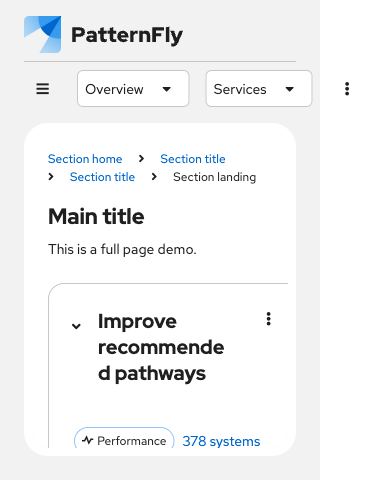 PatternFly
Overview Services
Section home Section title
Section title Section landing
Main title
This is a full page demo.
Improve
recommende
d pathways
Performance 378 systems